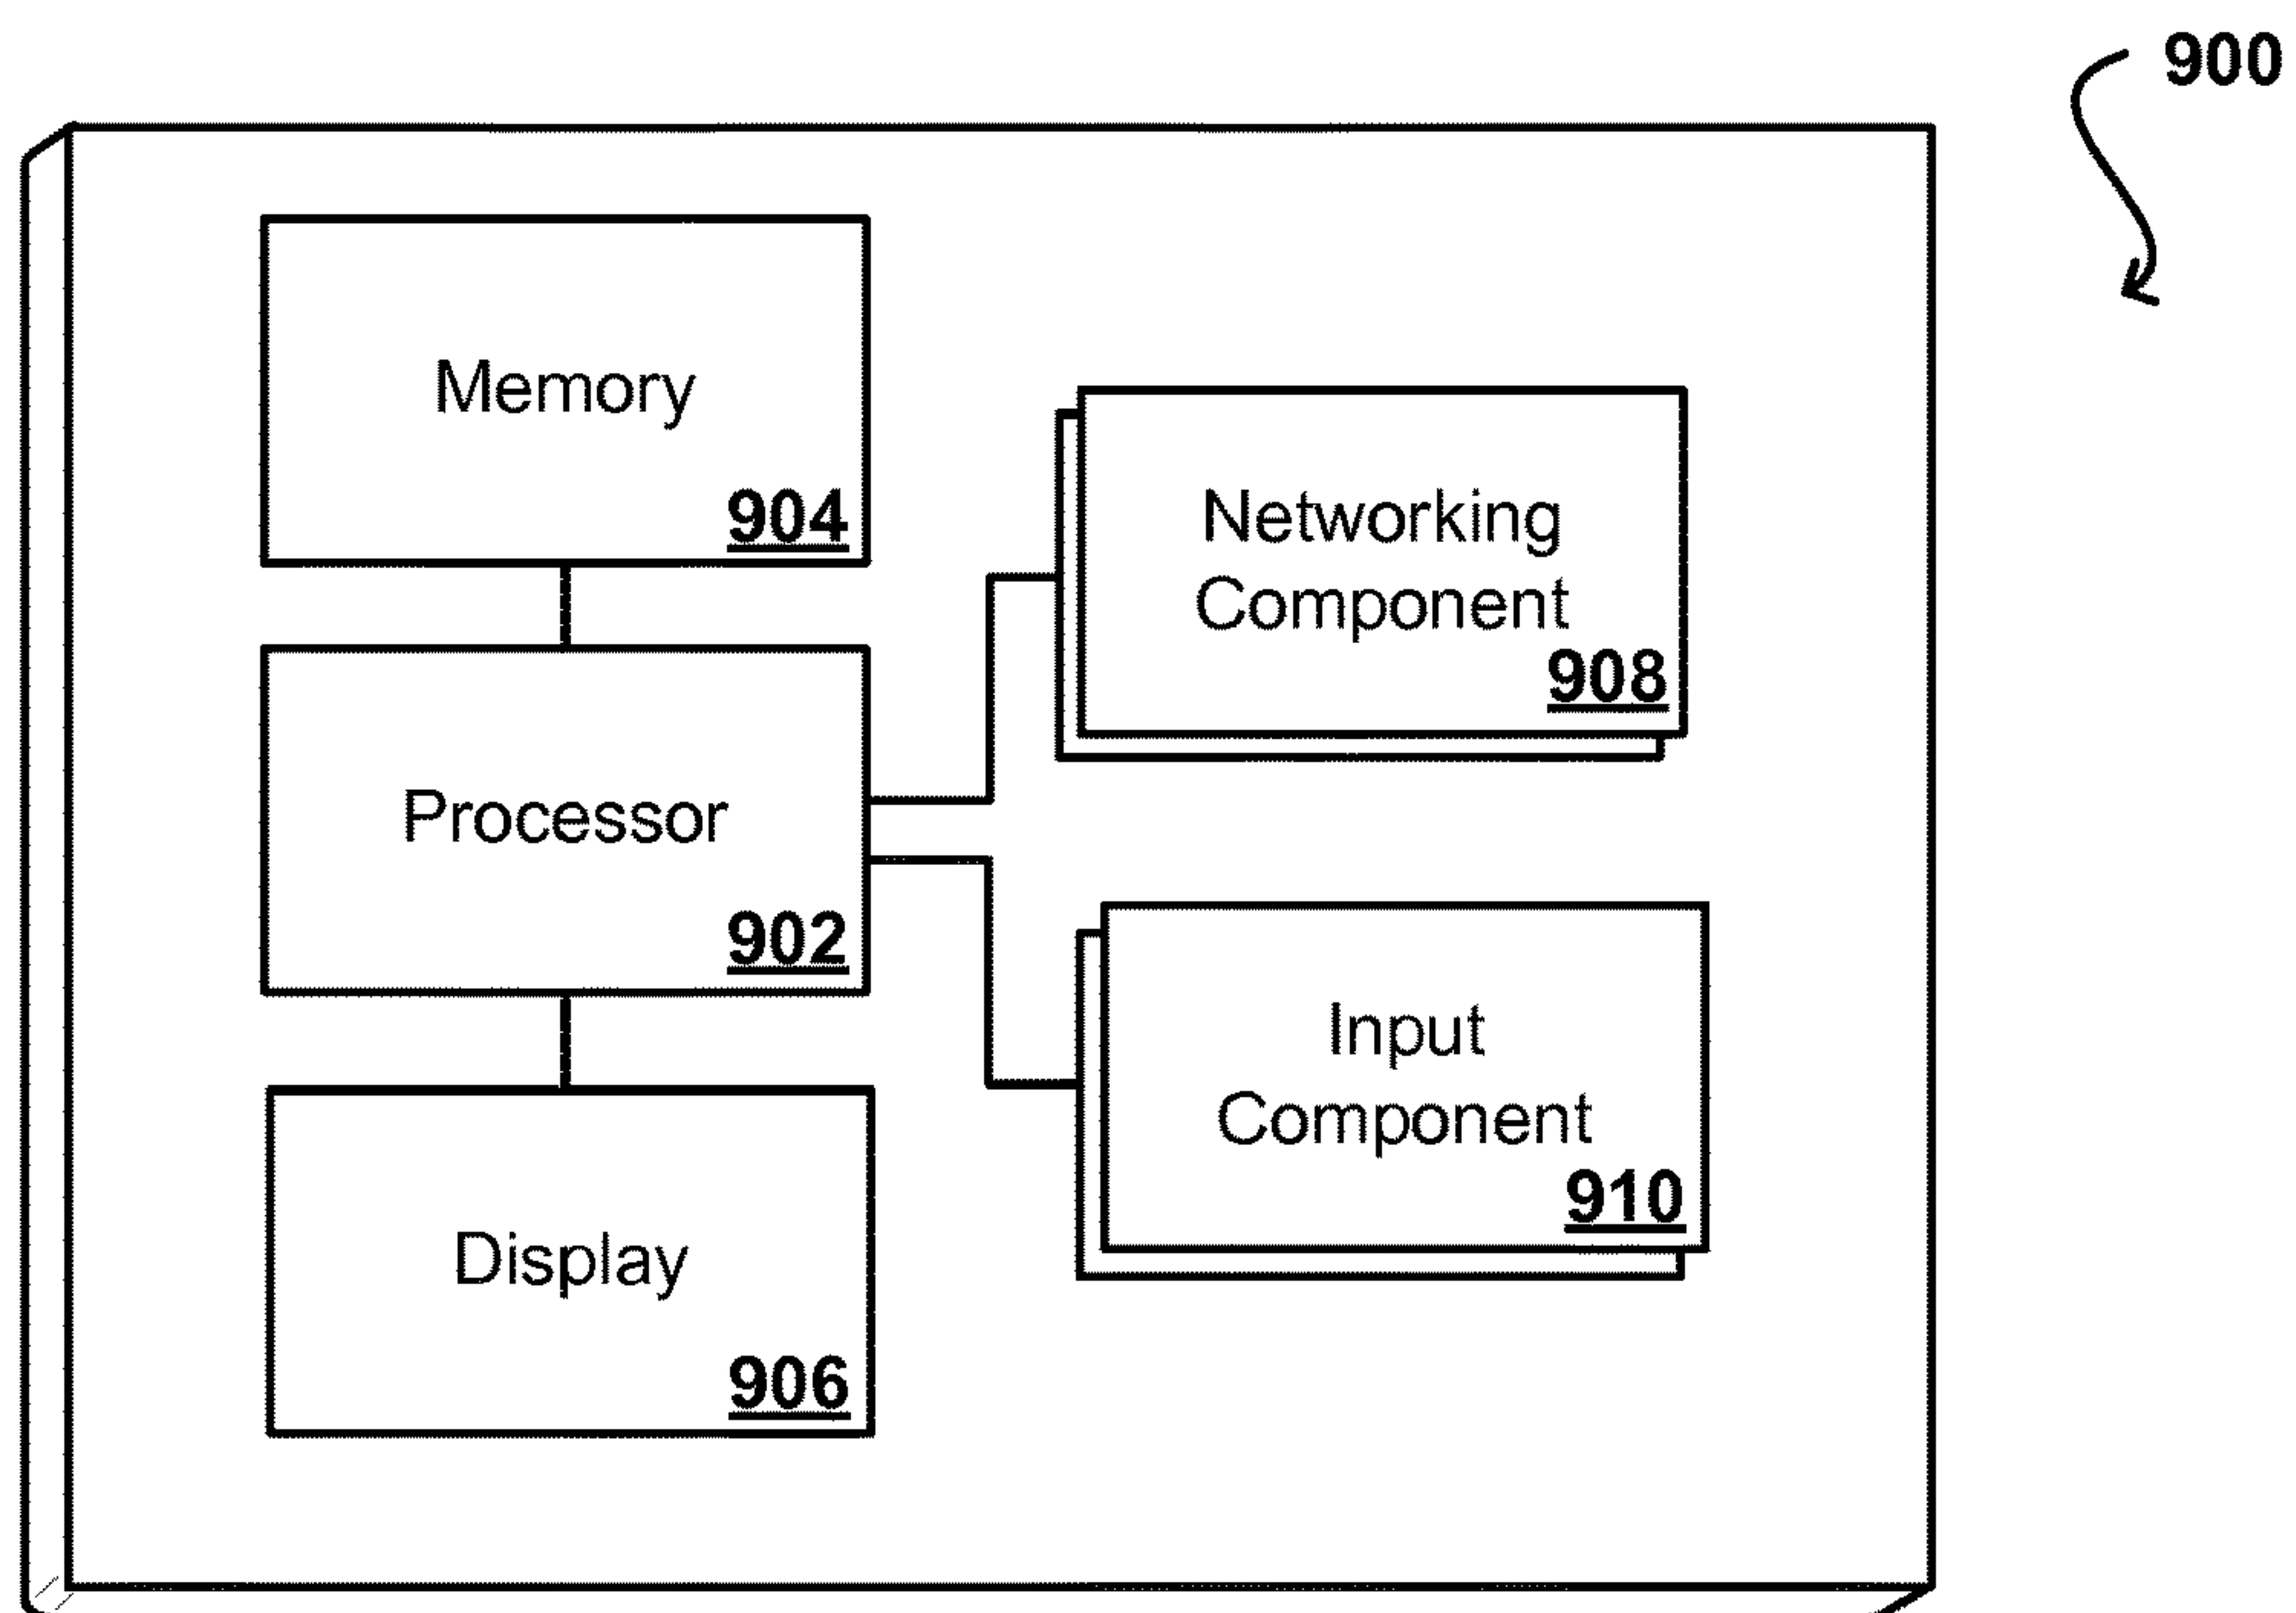 900
Memory
904
Networking
Component
908
Processor
902
Input
Component
910
Display
906